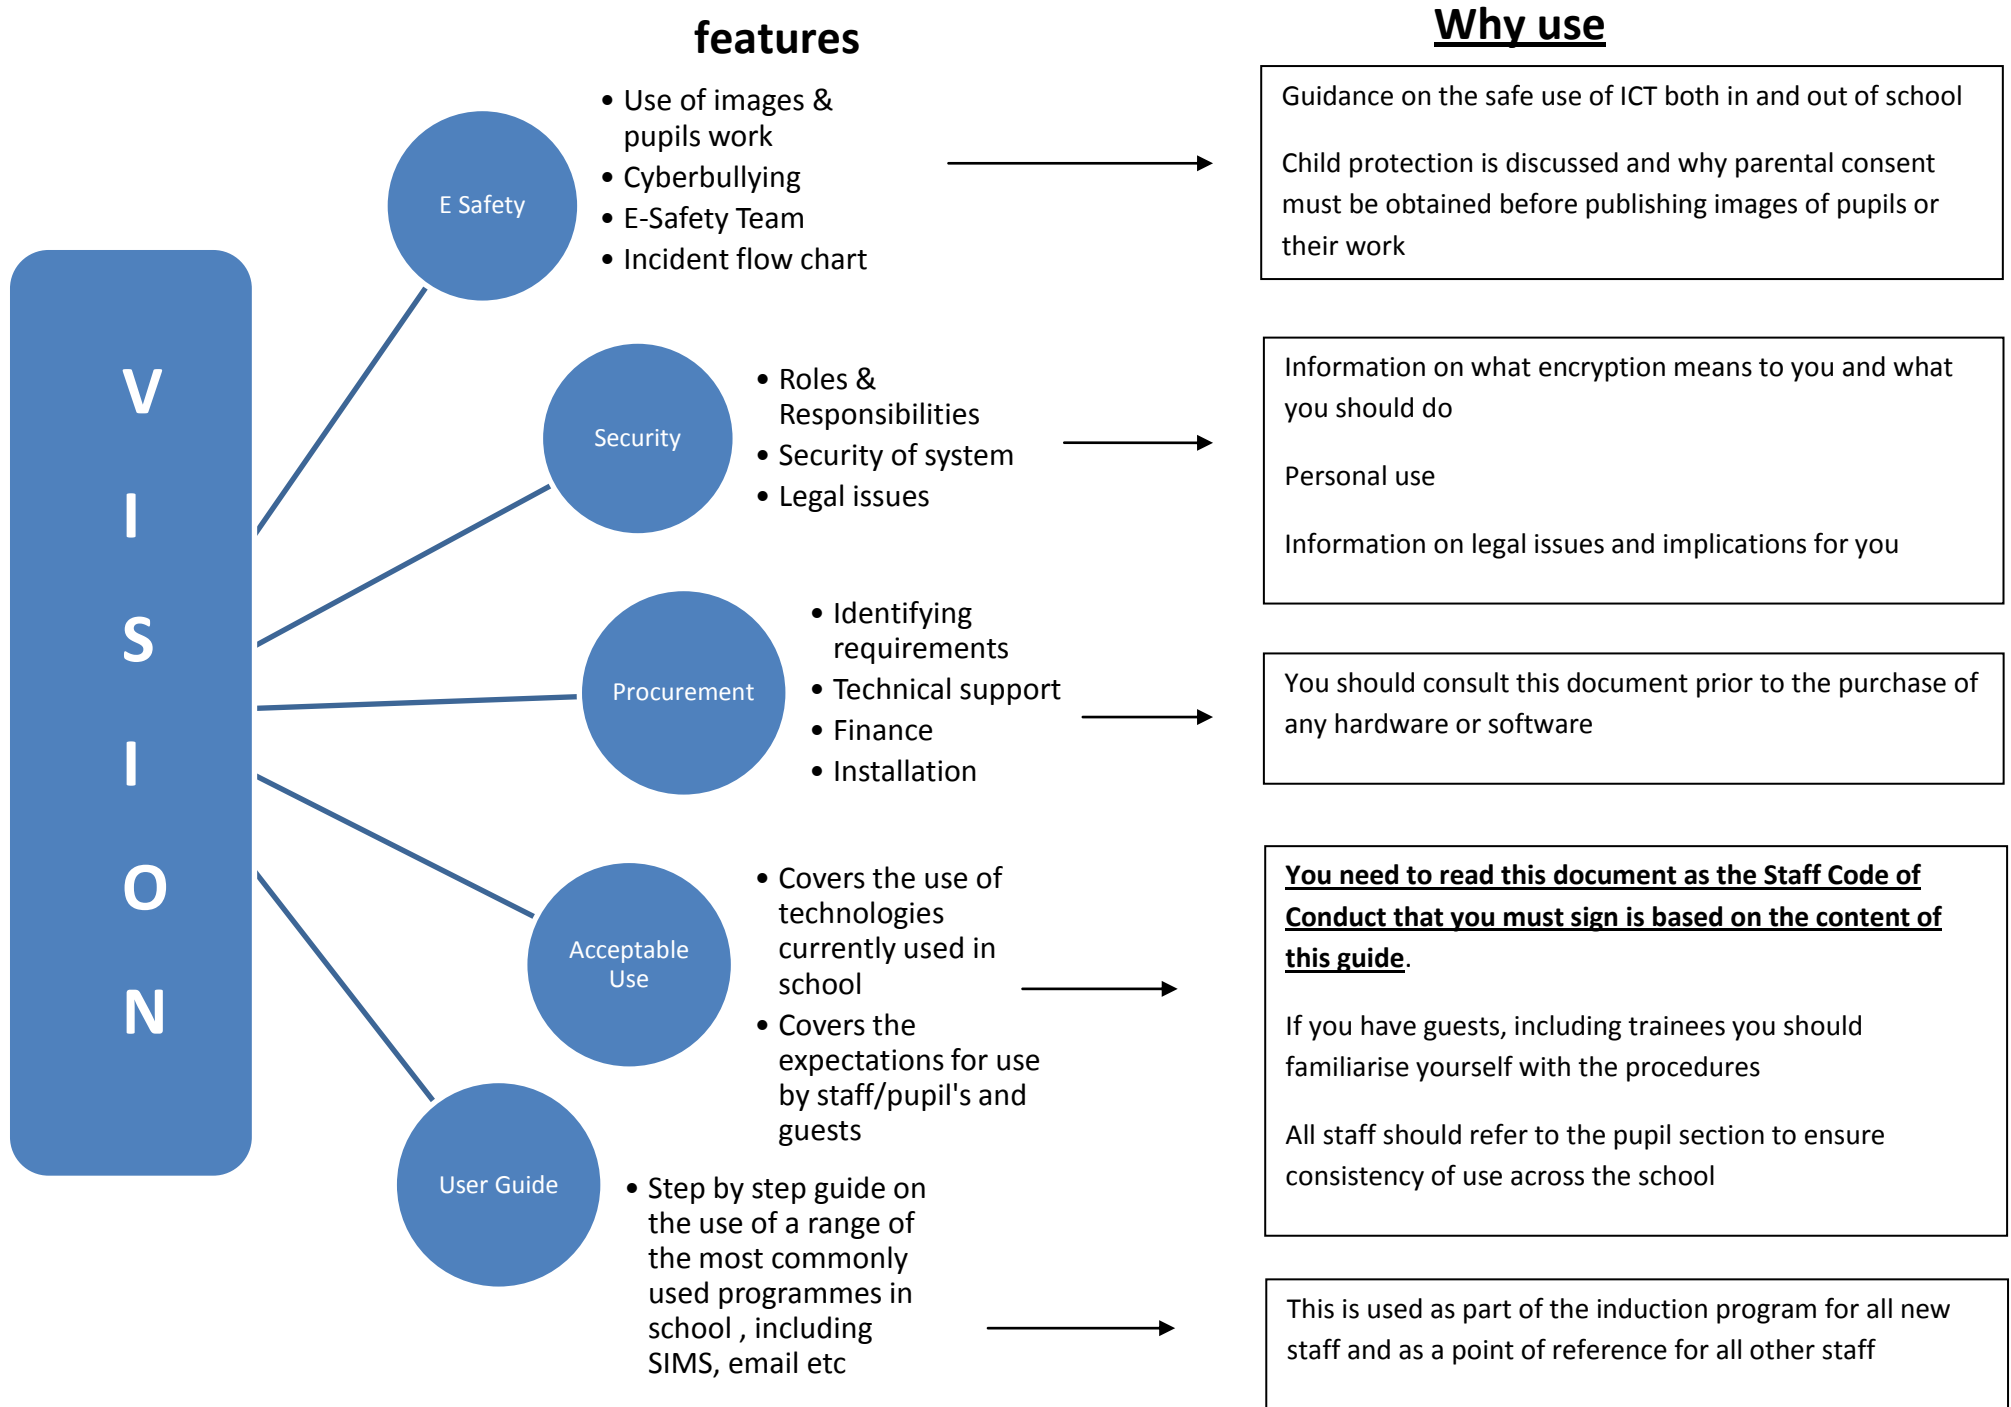 features
Why use
V
I
S
I
O
N
E Safety
• Use of images &
pupils work
• Cyberbullying
• E-Safety Team
• Incident flow chart
Guidance on the safe use of ICT both in and out of school
Child protection is discussed and why parental consent
must be obtained before publishing images of pupils or
their work
Security
• Roles &
Responsibilities
• Security of system
• Legal issues
Information on what encryption means to you and what
you should do
Personal use
Information on legal issues and implications for you
Procurement
• Identifying
requirements
• Technical support
• Finance
• Installation
You should consult this document prior to the purchase of
any hardware or software
Acceptable
Use
• Covers the use of
technologies
currently used in
school
• Covers the
expectations for use
by staff/pupil's and
guests
You need to read this document as the Staff Code of
Conduct that you must sign is based on the content of
this guide.
If you have guests, including trainees you should
familiarise yourself with the procedures
All staff should refer to the pupil section to ensure
consistency of use across the school
User Guide
• Step by step guide on
the use of a range of
the most commonly
used programmes in
school , including
SIMS, email etc
This is used as part of the induction program for all new
staff and as a point of reference for all other staff